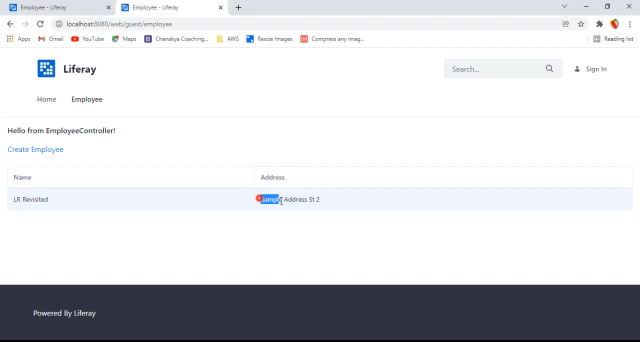 Employee - Liferay
Employee - Liferay
localhost:8080/web/guest/employee
Apps Gmail YouTube Maps Chanakya Coaching... AWS Resize Images Compress any imag... Reading list
Liferay
Search...
Sign In
Home Employee
Hello from EmployeeController!
Create Employee
Name Address
LR Revisited Sample Address St 2
Powered By Liferay